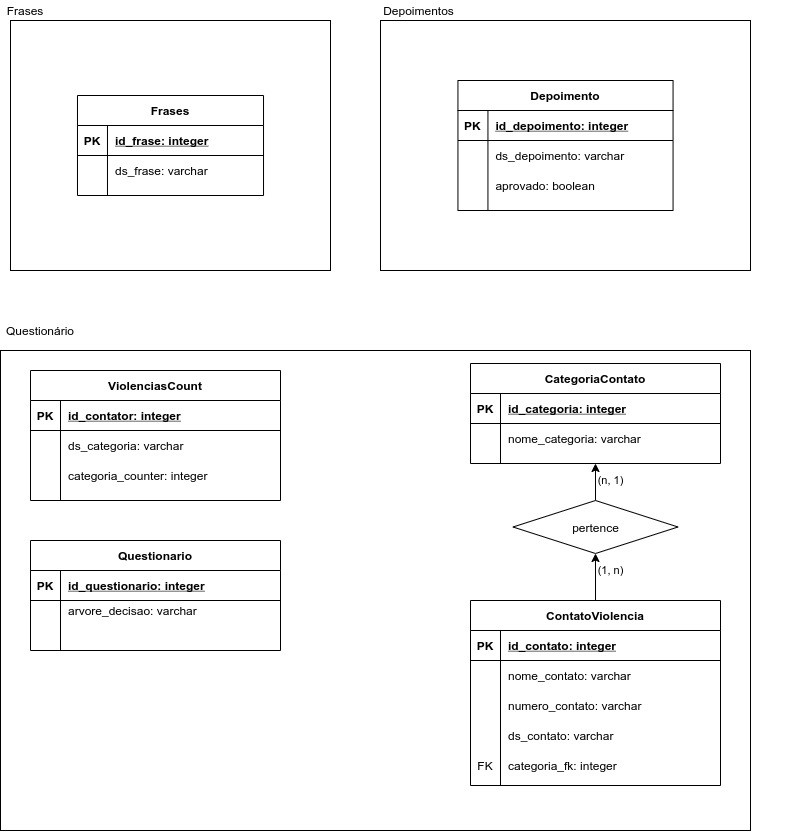 Frases
Frases
PK id_frase: integer
ds_frase: varchar
Depoimentos
Depoimento
PK id_depoimento: integer
ds_depoimento: varchar
aprovado: boolean
Questionário
ViolenciasCount
PK id_contator: integer
ds_categoria: varchar
categoria_counter: integer
Questionario
PK id_questionario: integer
arvore_decisao: varchar
CategoriaContato
PK id_categoria: integer
nome_categoria: varchar
(n, 1)
pertence
(1, n)
ContatoViolencia
PK id_contato: integer
nome_contato: varchar
numero_contato: varchar
ds_contato: varchar
FK categoria_fk: integer